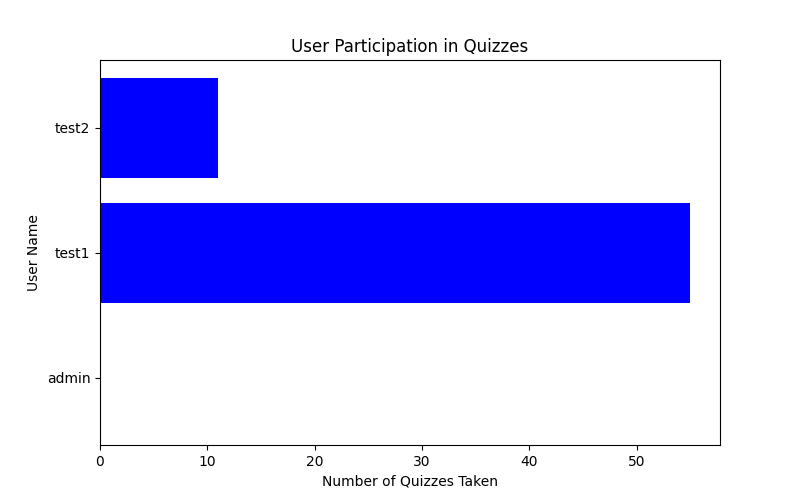 User Participation in Quizzes
User Name
test2
test1
admin
0 10 20 30 40 50
Number of Quizzes Taken